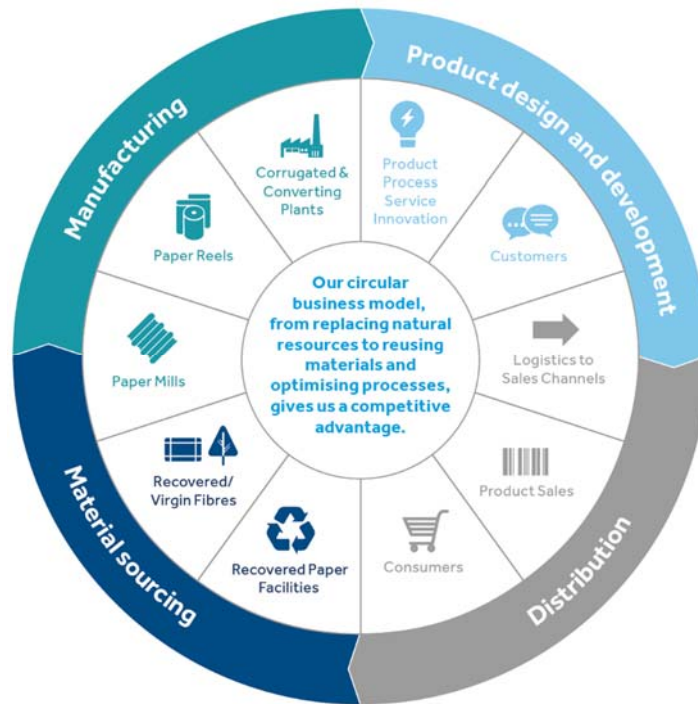 Manufacturing
Product design and development
Distribution
Material sourcing
Corrugated &
Converting
Plants
Product
Process
Service
Innovation
Customers
Logistics to
Sales Channels
Product Sales
Consumers
Recovered Paper
Facilities
Recovered/
Virgin Fibres
Paper Mills
Paper Reels
Our circular
business model,
from replacing natural
resources to reusing
materials and
optimising processes,
gives us a competitive
advantage.